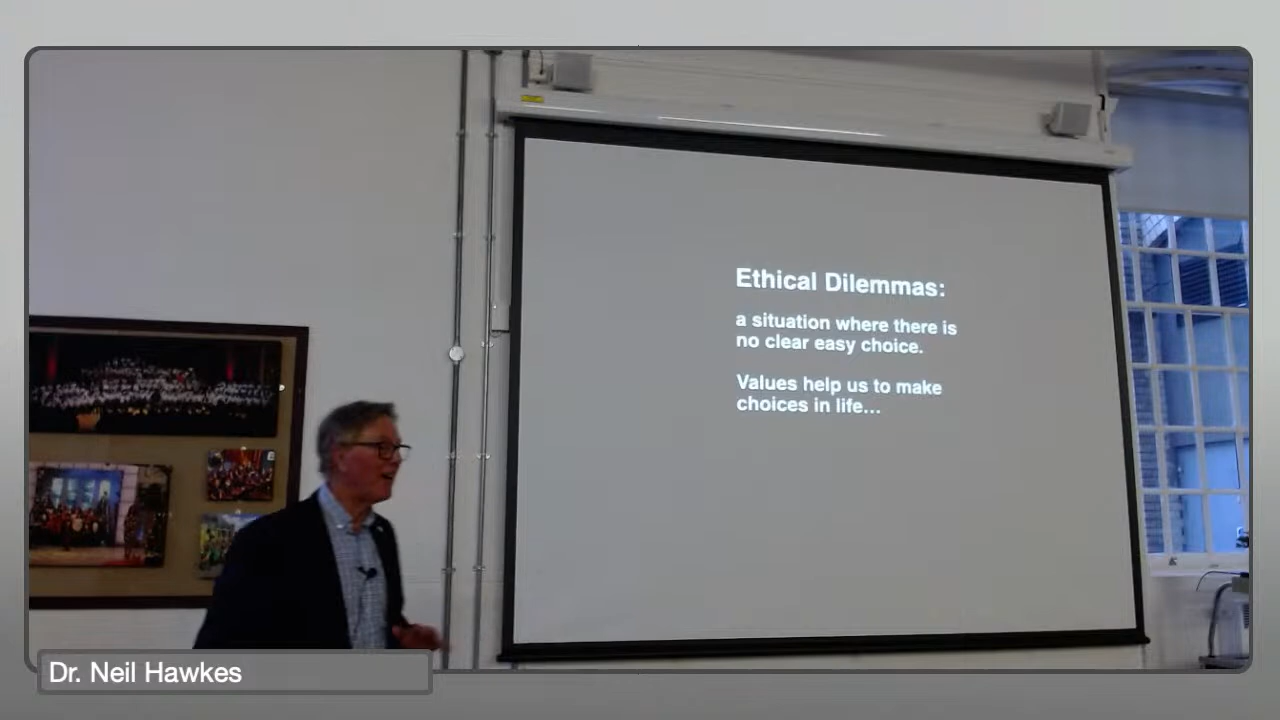 Ethical Dilemmas:
a situation where there is
no clear easy choice.
Values help us to make
choices in life…
Dr. Neil Hawkes